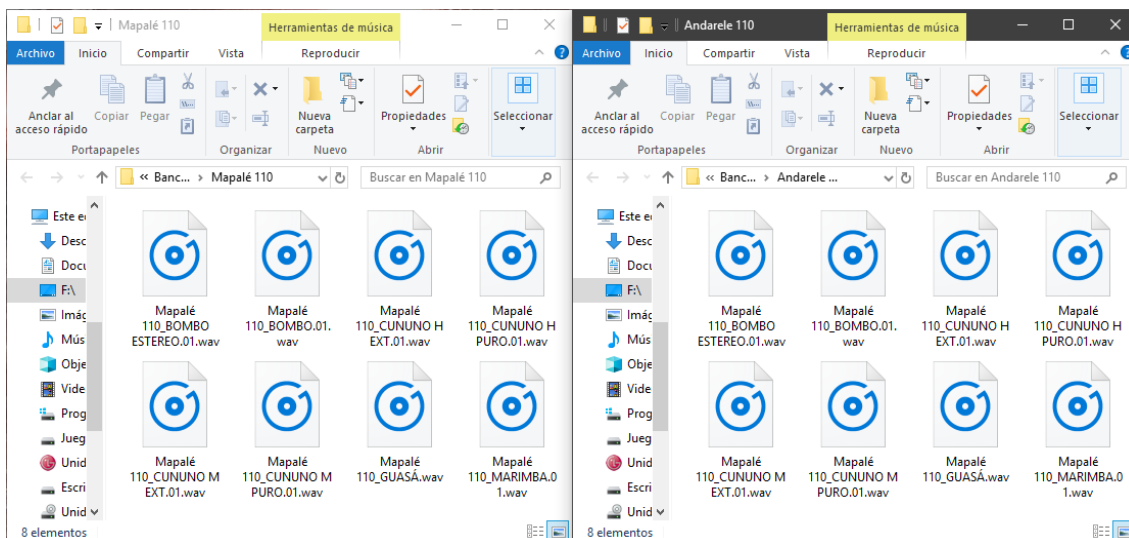 Mapalé 110
Herramientas de música
Archivo Inicio Compartir Vista Reproducir
Anclar al acceso rápido
Copiar
Pegar
Nueva carpeta
Propiedades
Seleccionar
Portapapeles Organizar Nuevo Abrir
« Banc... › Mapalé 110
Buscar en Mapalé 110
Desc
F:\
Imág
Mús
Obje
Vide
Prog
Jueg
Unid
Escri
Unid
Mapalé
110_BOMBO
ESTEREO.01.wav
Mapalé
110_BOMBO.01.
wav
Mapalé
110_CUNUNO H
EXT.01.wav
Mapalé
110_CUNUNO H
PURO.01.wav
Mapalé
110_CUNUNO M
EXT.01.wav
Mapalé
110_CUNUNO M
PURO.01.wav
Mapalé
110_GUASÁ.wav
Mapalé
110_MARIMBA.0
1.wav
8 elementos
Andarele 110
Herramientas de música
Archivo Inicio Compartir Vista Reproducir
Anclar al acceso rápido
Copiar
Pegar
Nueva carpeta
Propiedades
Seleccionar
Portapapeles Organizar Nuevo Abrir
« Banc... › Andarele ...
Buscar en Andarele 110
Desc
F:\
Imág
Mús
Obje
Vide
Prog
Jueg
Unid
Escri
Unid
Mapalé
110_BOMBO
ESTEREO.01.wav
Mapalé
110_BOMBO.01.
wav
Mapalé
110_CUNUNO H
EXT.01.wav
Mapalé
110_CUNUNO H
PURO.01.wav
Mapalé
110_CUNUNO M
EXT.01.wav
Mapalé
110_CUNUNO M
PURO.01.wav
Mapalé
110_GUASÁ.wav
Mapalé
110_MARIMBA.0
1.wav
8 elementos